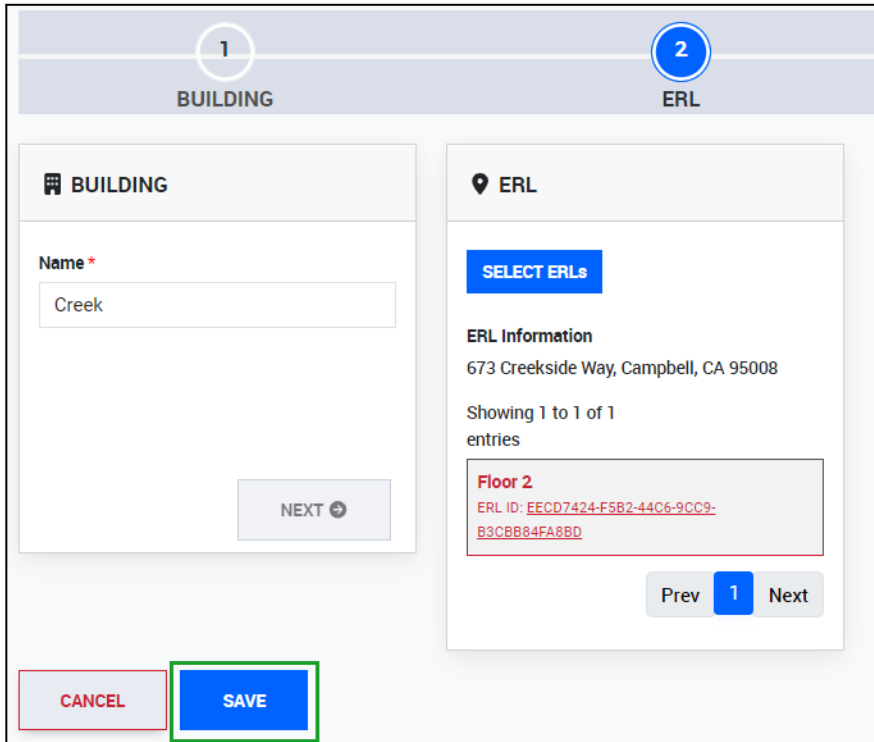 1
BUILDING
2
ERL
BUILDING
Name *
Creek
NEXT
ERL
SELECT ERLs
ERL Information
673 Creekside Way, Campbell, CA 95008
Showing 1 to 1 of 1
entries
Floor 2
ERL ID: EECD7424-F5B2-44C6-9CC9-
B3CBB84FA8BD
Prev 1 Next
CANCEL
SAVE